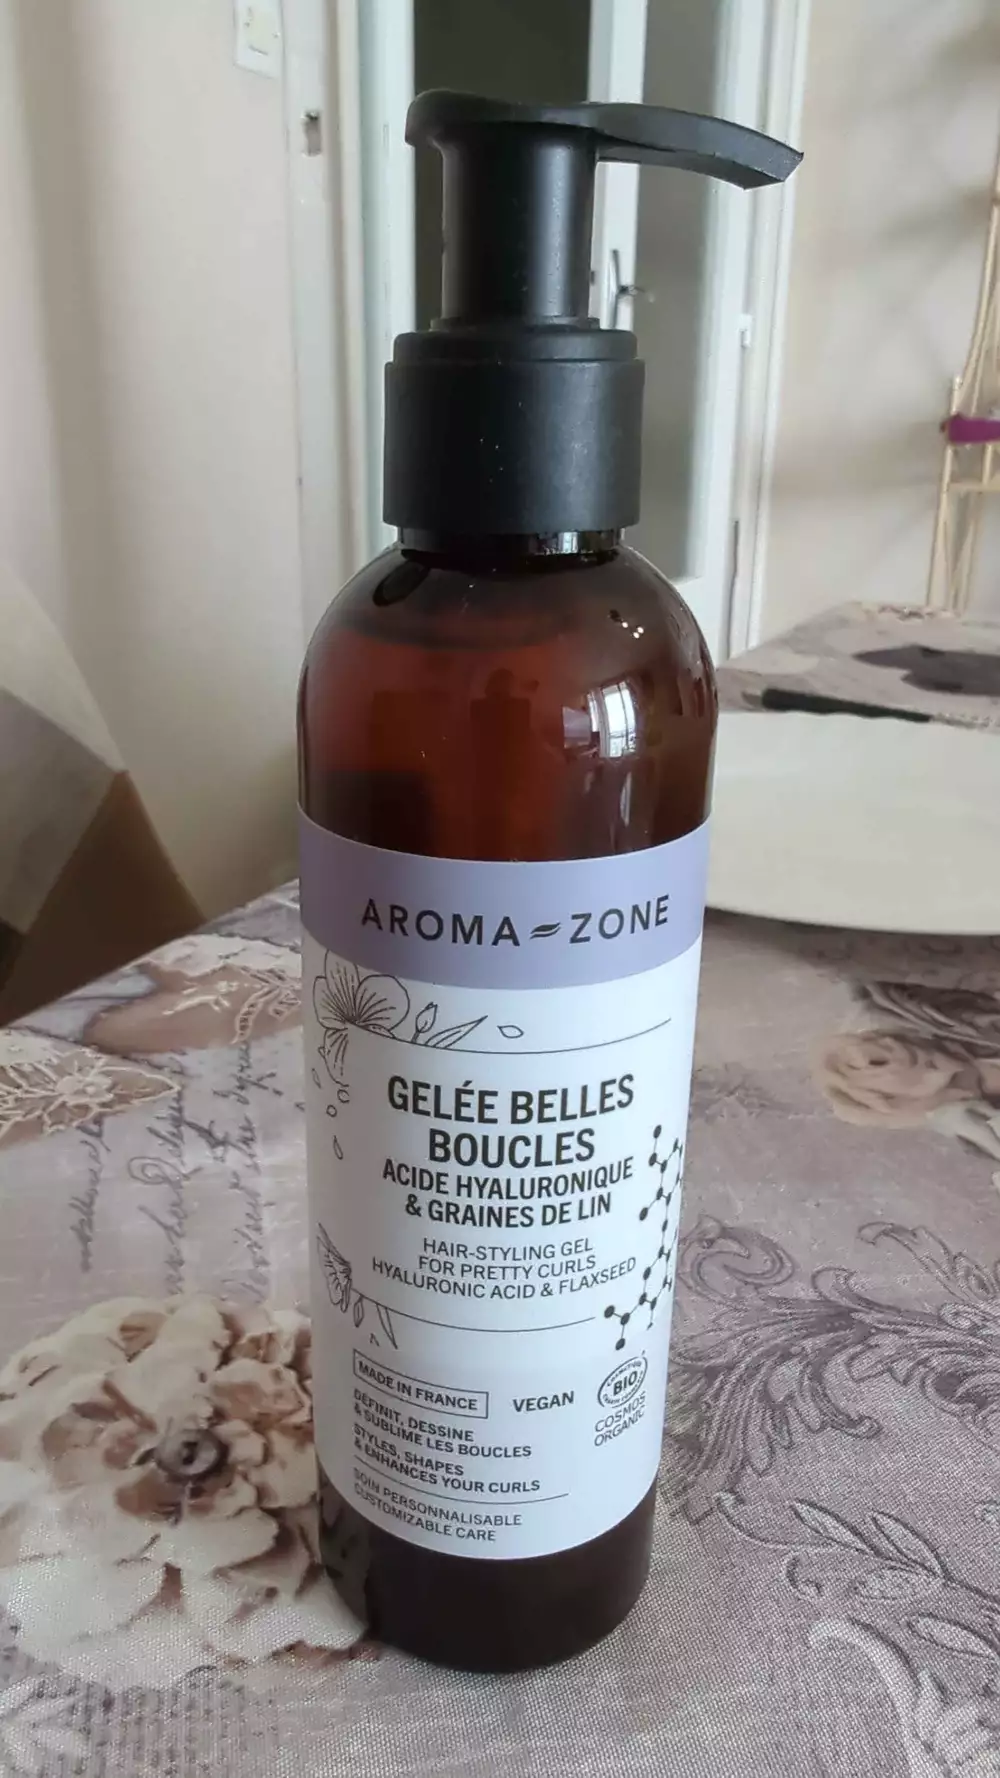 AROMA ZONE
GELÉE BELLES
BOUCLES
ACIDE HYALURONIQUE
& GRAINES DE LIN
HAIR-STYLING GEL
FOR PRETTY CURLS
HYALURONIC ACID & FLAXSEED
MADE IN FRANCE
VEGAN
BIO
COSMOS
ORGANIC
DÉFINIT, DESSINE
& SUBLIME LES BOUCLES
STYLES, SHAPES
& ENHANCES YOUR CURLS
SOIN PERSONNALISABLE
CUSTOMIZABLE CARE